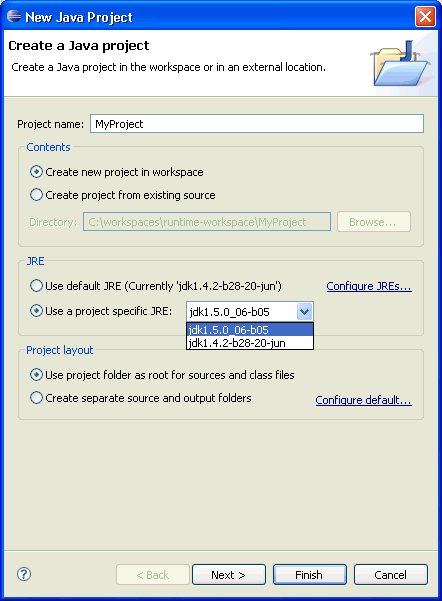 New Java Project
Create a Java project
Create a Java project in the workspace or in an external location.
Project name: MyProject
Contents
Create new project in workspace
Create project from existing source
Directory: C:\workspaces\runtime-workspace\MyProject Browse...
JRE
Use default JRE (Currently 'jdk1.4.2-b28-20-jun') Configure JREs...
Use a project specific JRE: jdk1.5.0_06-b05
jdk1.5.0_06-b05
jdk1.4.2-b28-20-jun
Project layout
Use project folder as root for sources and class files
Create separate source and output folders Configure default...
? < Back Next > Finish Cancel